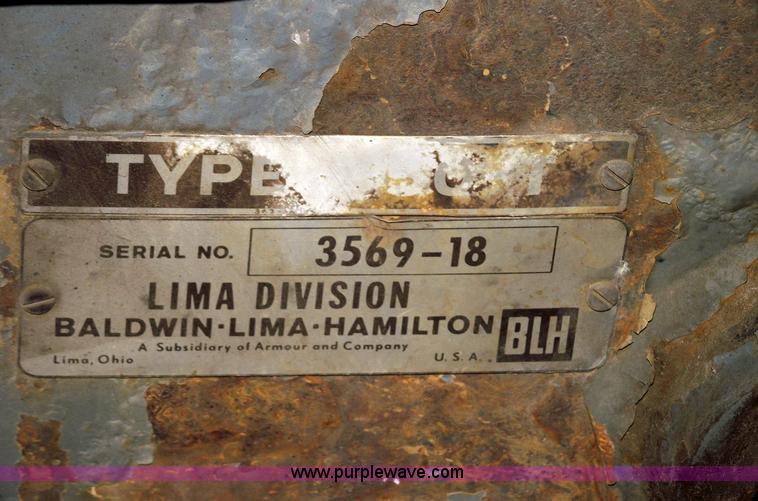 TYPE
SERIAL NO. 3569-18
LIMA DIVISION
BALDWIN·LIMA·HAMILTON BLH
A Subsidiary of Armour and Company
Lima, Ohio U.S.A.
www.purplewave.com